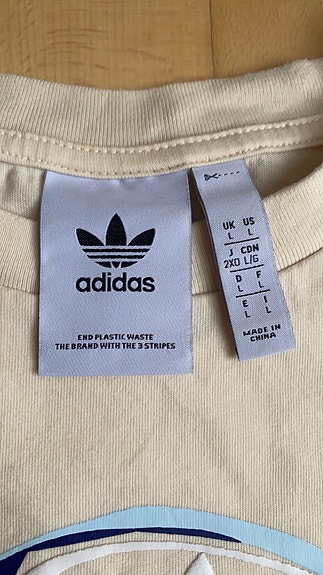 adidas
END PLASTIC WASTE
THE BRAND WITH THE 3 STRIPES
UK US
L L
J CDN
2XO L/G
D F
L L
E I
L L
MADE IN
CHINA